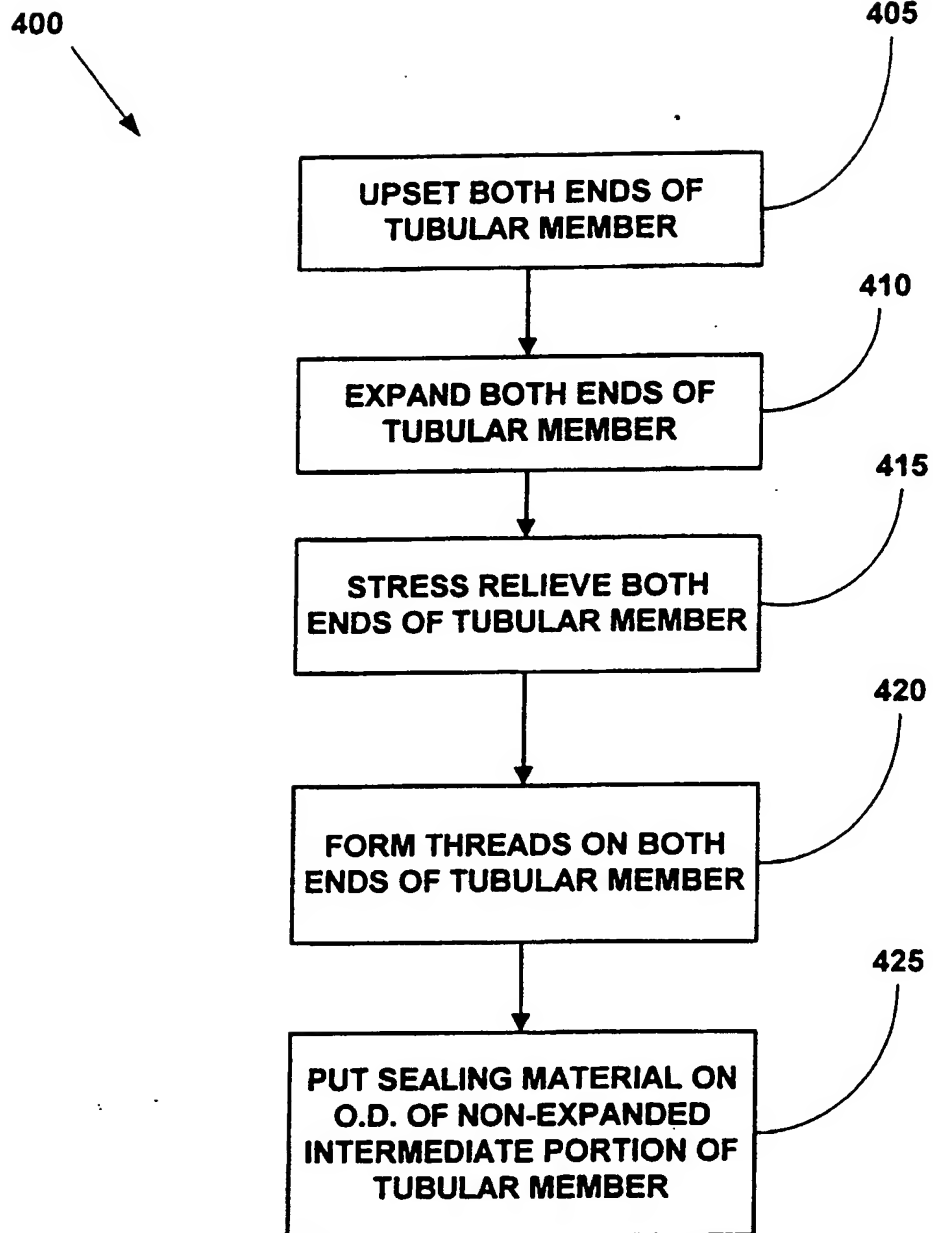 400
405
UPSET BOTH ENDS OF
TUBULAR MEMBER
410
EXPAND BOTH ENDS OF
TUBULAR MEMBER
415
STRESS RELIEVE BOTH
ENDS OF TUBULAR MEMBER
420
FORM THREADS ON BOTH
ENDS OF TUBULAR MEMBER
425
PUT SEALING MATERIAL ON
O.D. OF NON-EXPANDED
INTERMEDIATE PORTION OF
TUBULAR MEMBER